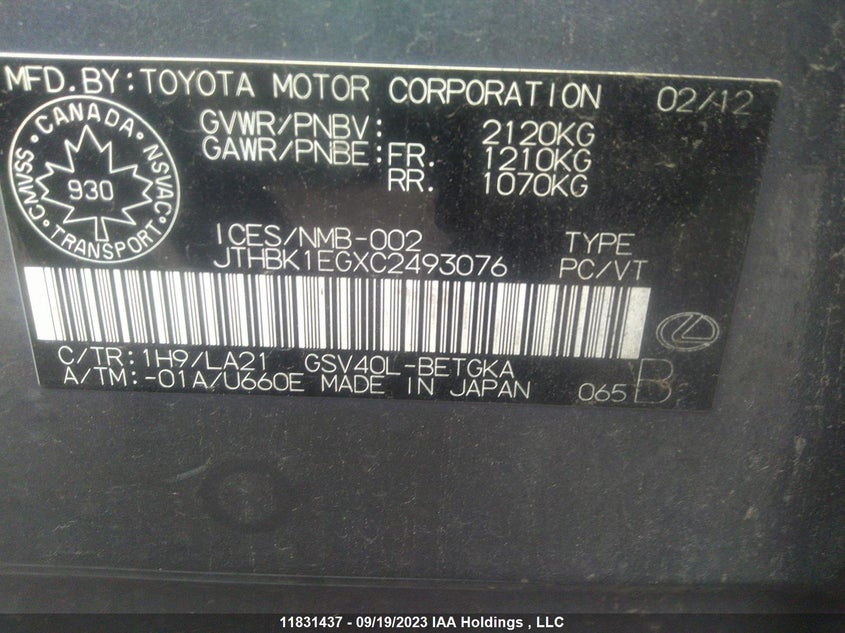 MFD.BY:TOYOTA MOTOR CORPORATION 02/12
GVWR/PNBV: 2120KG
GAWR/PNBE:FR. 1210KG
RR. 1070KG
CANADA
CMVSS 930 NSVAC
TRANSPORT
ICES/NMB-002 TYPE
JTHBK1EGXC2493076 PC/VT
C/TR:1H9/LA21 GSV40L-BETGKA
A/TM:-01A/U660E MADE IN JAPAN 065 B
11831437 - 09/19/2023 IAA Holdings , LLC